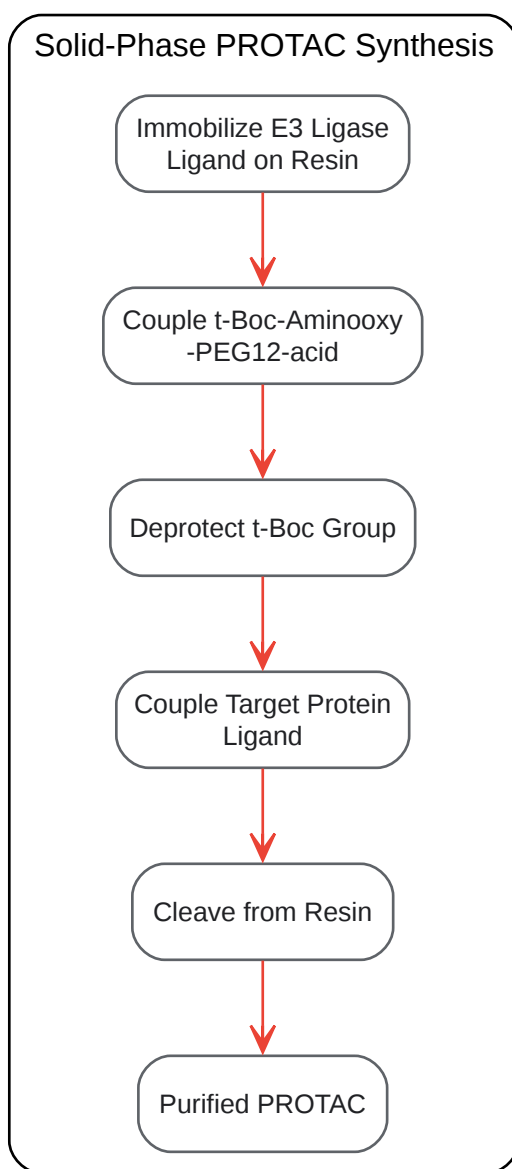 Solid-Phase PROTAC Synthesis
Immobilize E3 Ligase
Ligand on Resin
Couple t-Boc-Aminooxy
-PEG12-acid
Deprotect t-Boc Group
Couple Target Protein
Ligand
Cleave from Resin
Purified PROTAC